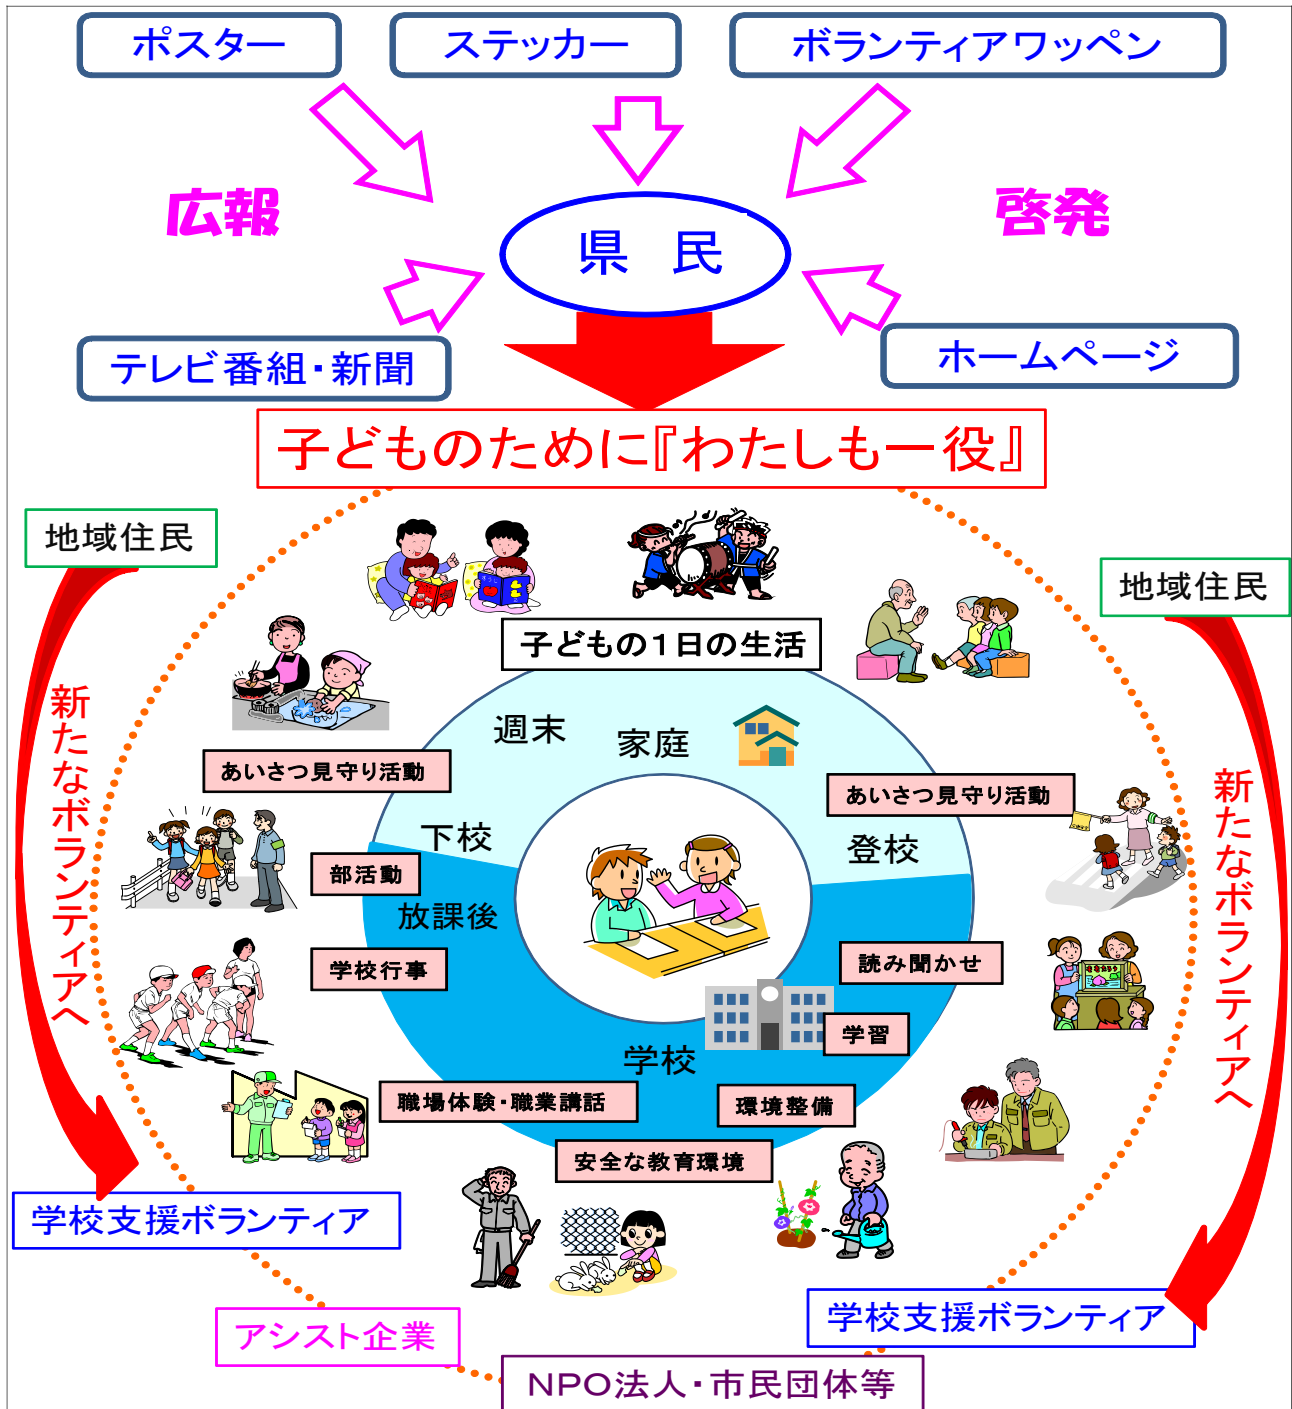 ポスター
ステッカー
ボランティアワッペン
広報
啓発
県 民
テレビ番組・新聞
ホームページ
子どものために『わたしも一役』
地域住民
地域住民
子どもの1日の生活
新たなボランティアへ
新たなボランティアへ
週末
家庭
あいさつ見守り活動
あいさつ見守り活動
下校
登校
部活動
放課後
学校行事
読み聞かせ
学習
学校
職場体験・職業講話
環境整備
安全な教育環境
学校支援ボランティア
学校支援ボランティア
アシスト企業
NPO法人・市民団体等